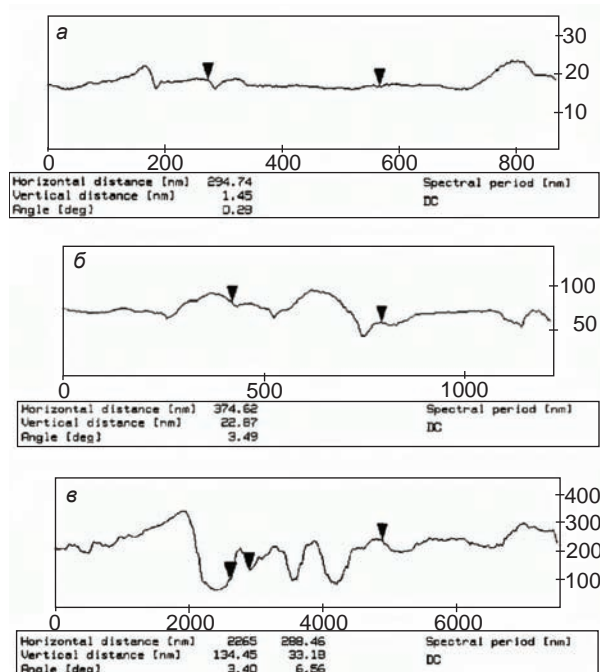 а
30
20
10
0 200 400 600 800
Horizontal distance [nm] 294.74 Spectral period [nm]
Vertical distance [nm] 1.45 DC
Angle [deg] 0.28
б
100
50
0 500 1000
Horizontal distance [nm] 374.62 Spectral period [nm]
Vertical distance [nm] 22.87 DC
Angle [deg] 3.49
в
400
300
200
100
0 2000 4000 6000
Horizontal distance [nm] 2265 288.46 Spectral period [nm]
Vertical distance [nm] 134.45 33.18 DC
Angle [deg] 3.40 6.56